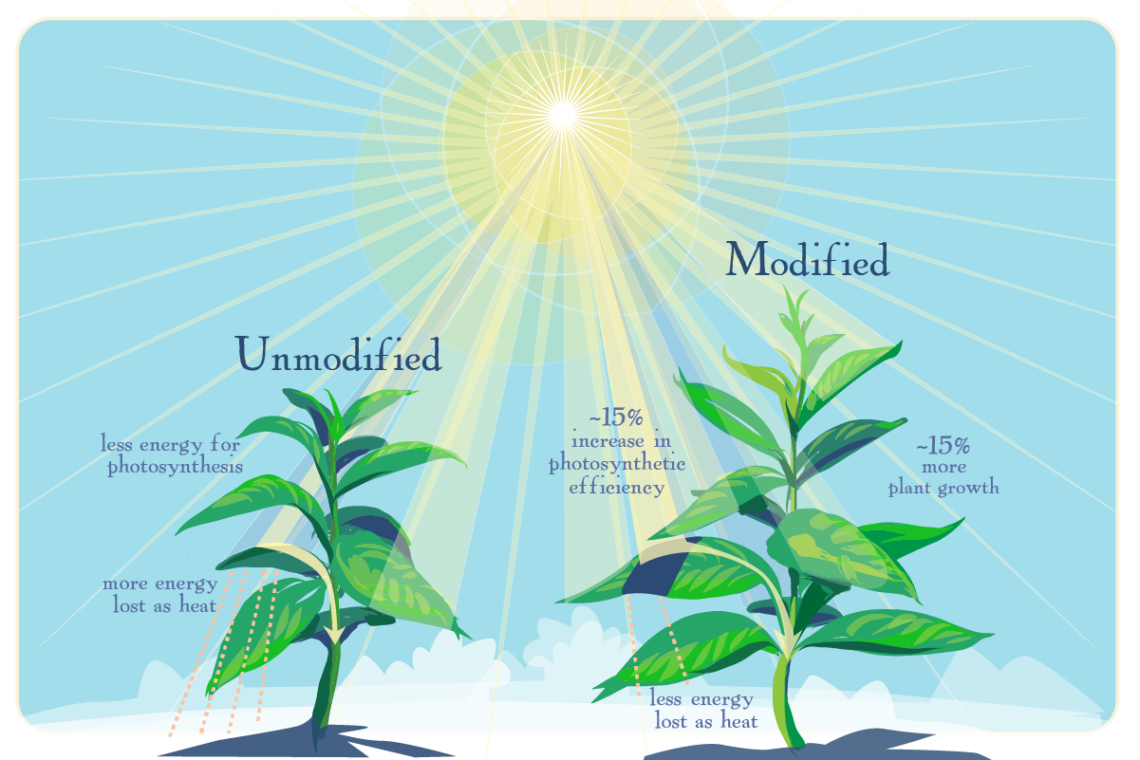 Modified
Unmodified
less energy for
photosynthesis
more energy
lost as heat
~15%
increase in
photosynthetic
efficiency
~15%
more
plant growth
less energy
lost as heat